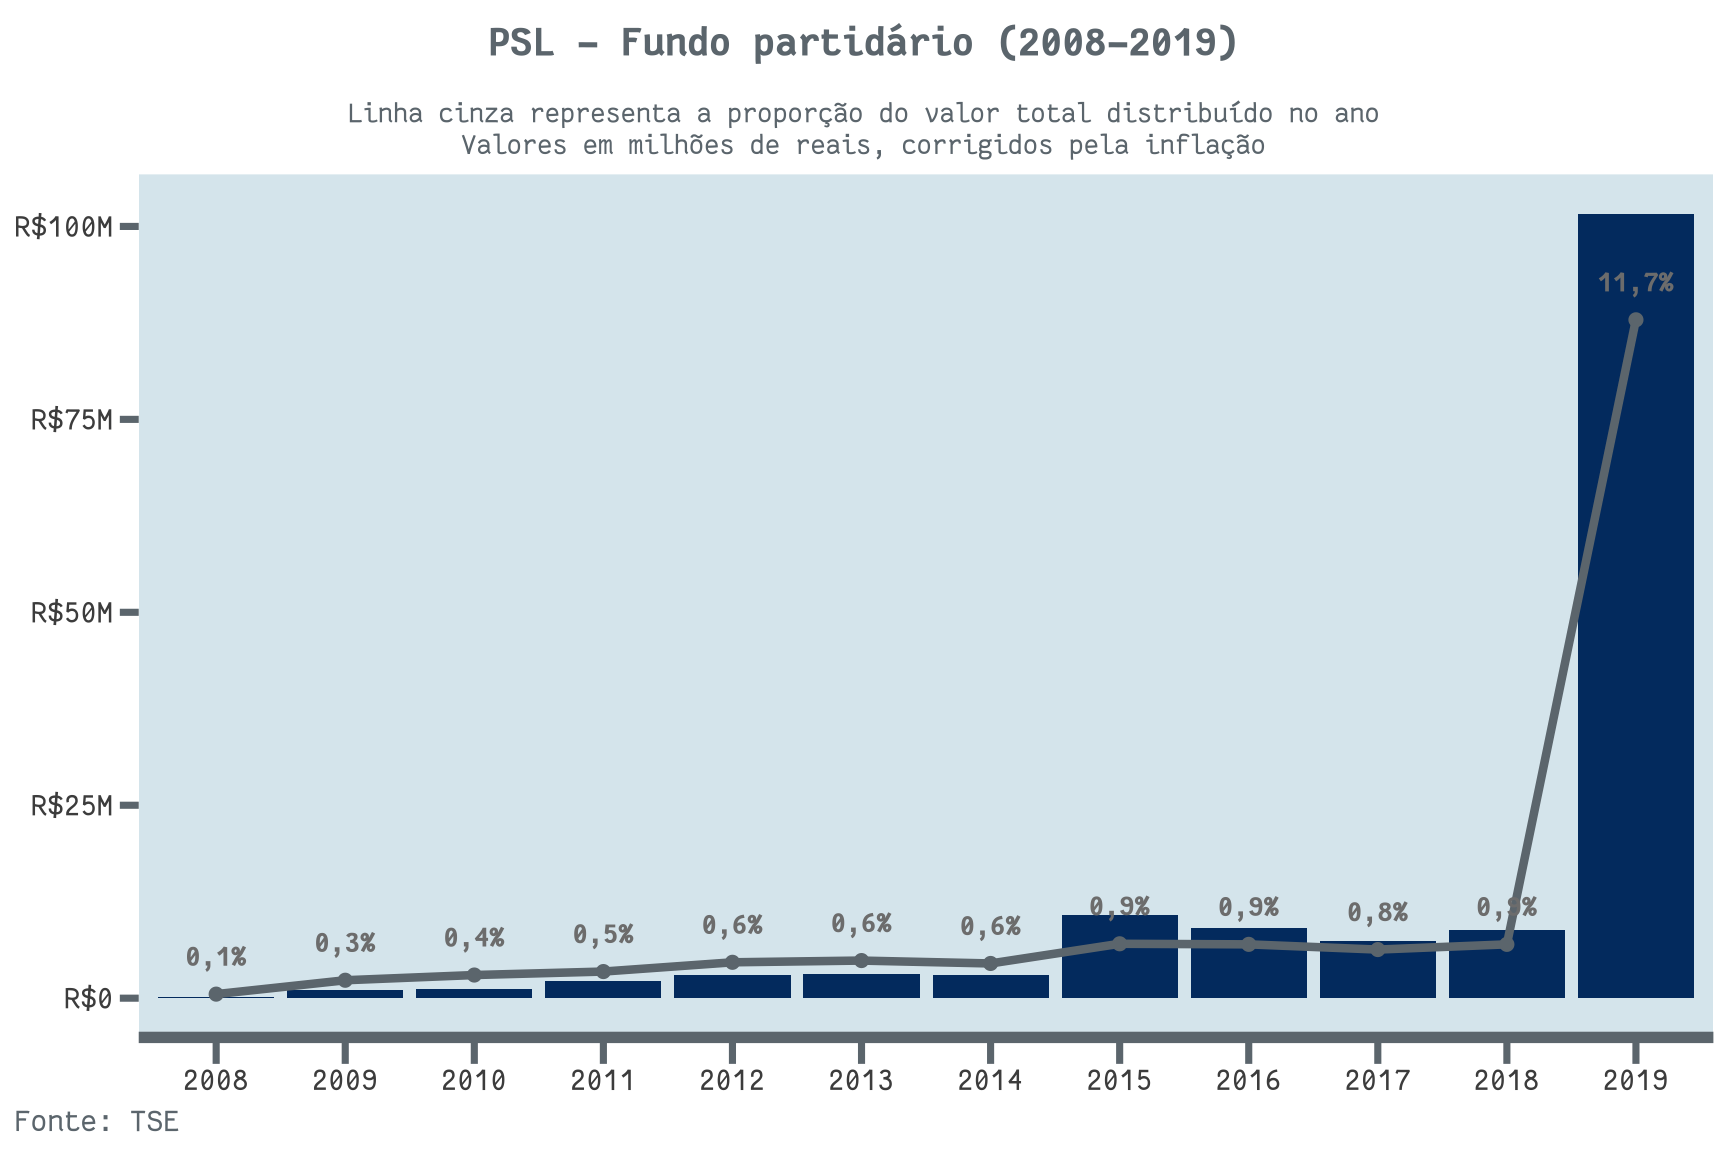 PSL – Fundo partidário (2008–2019)
Linha cinza representa a proporção do valor total distribuído no ano
Valores em milhões de reais, corrigidos pela inflação
R$100M
R$75M
R$50M
R$25M
R$0
0,1%
0,3%
0,4%
0,5%
0,6%
0,6%
0,6%
0,9%
0,9%
0,8%
0,9%
11,7%
2008 2009 2010 2011 2012 2013 2014 2015 2016 2017 2018 2019
Fonte: TSE